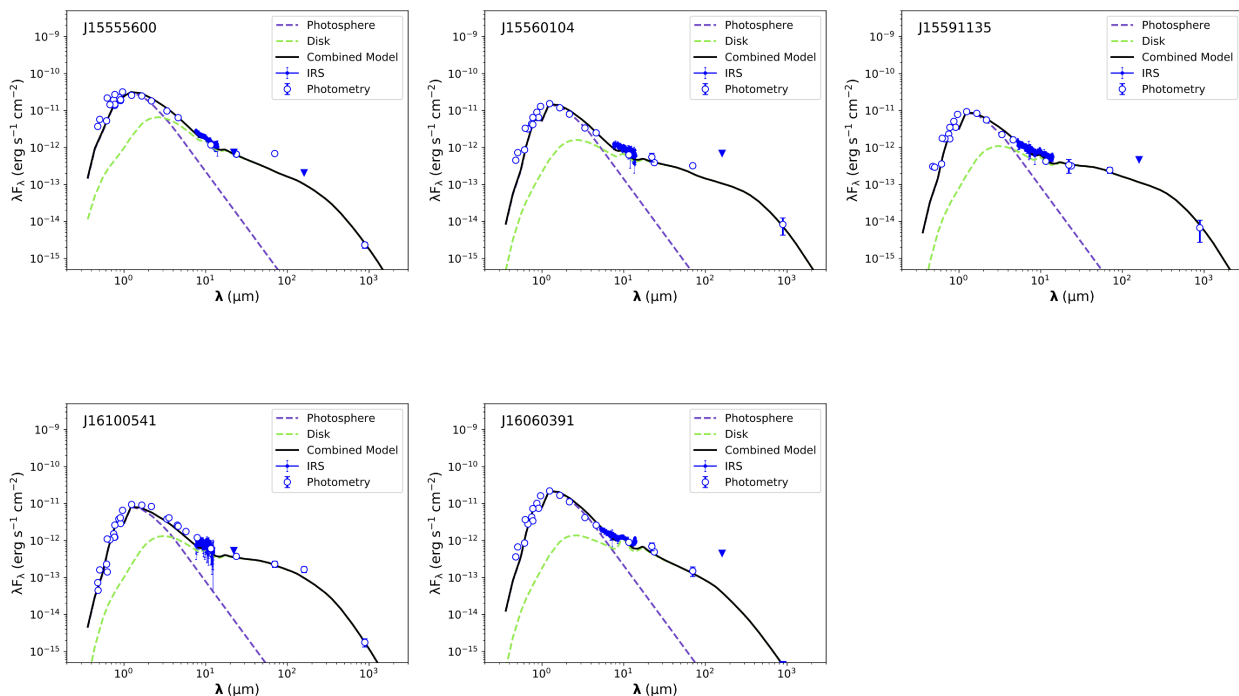 J15555600
Photosphere
Disk
Combined Model
IRS
Photometry
10⁻⁹
10⁻¹⁰
10⁻¹¹
10⁻¹²
10⁻¹³
10⁻¹⁴
10⁻¹⁵
λF_λ (erg s⁻¹ cm⁻²)
10⁰ 10¹ 10² 10³
λ (μm)
J15560104
Photosphere
Disk
Combined Model
IRS
Photometry
10⁻⁹
10⁻¹⁰
10⁻¹¹
10⁻¹²
10⁻¹³
10⁻¹⁴
10⁻¹⁵
λF_λ (erg s⁻¹ cm⁻²)
10⁰ 10¹ 10² 10³
λ (μm)
J15591135
Photosphere
Disk
Combined Model
IRS
Photometry
10⁻⁹
10⁻¹⁰
10⁻¹¹
10⁻¹²
10⁻¹³
10⁻¹⁴
10⁻¹⁵
λF_λ (erg s⁻¹ cm⁻²)
10⁰ 10¹ 10² 10³
λ (μm)
J16100541
Photosphere
Disk
Combined Model
IRS
Photometry
10⁻⁹
10⁻¹⁰
10⁻¹¹
10⁻¹²
10⁻¹³
10⁻¹⁴
10⁻¹⁵
λF_λ (erg s⁻¹ cm⁻²)
10⁰ 10¹ 10² 10³
λ (μm)
J16060391
Photosphere
Disk
Combined Model
IRS
Photometry
10⁻⁹
10⁻¹⁰
10⁻¹¹
10⁻¹²
10⁻¹³
10⁻¹⁴
10⁻¹⁵
λF_λ (erg s⁻¹ cm⁻²)
10⁰ 10¹ 10² 10³
λ (μm)